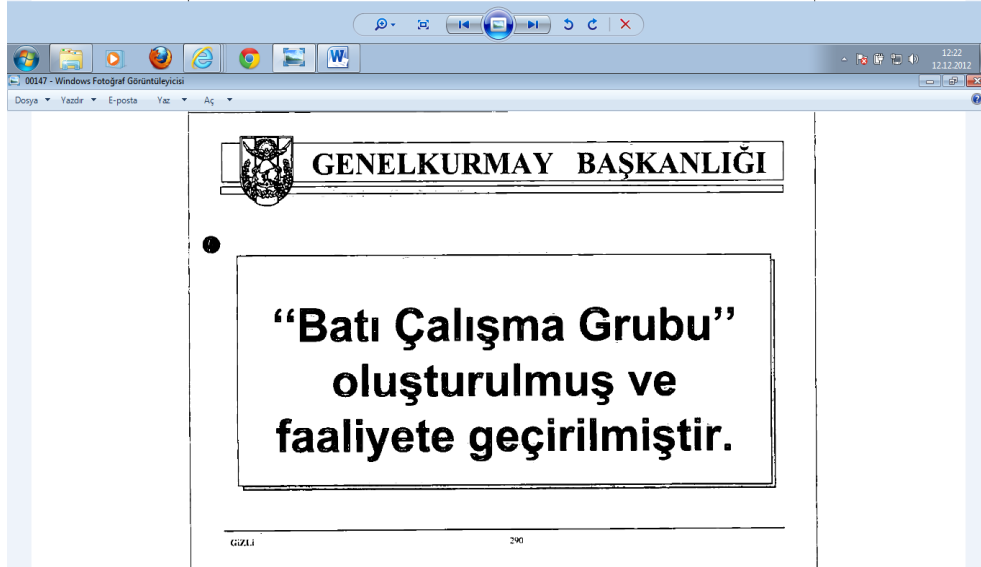 12:22
12.12.2012
00147 - Windows Fotoğraf Görüntüleyicisi
Dosya Yazdır E-posta Yaz Aç
GENELKURMAY BAŞKANLIĞI
“Batı Çalışma Grubu”
oluşturulmuş ve
faaliyete geçirilmiştir.
GİZLİ 290